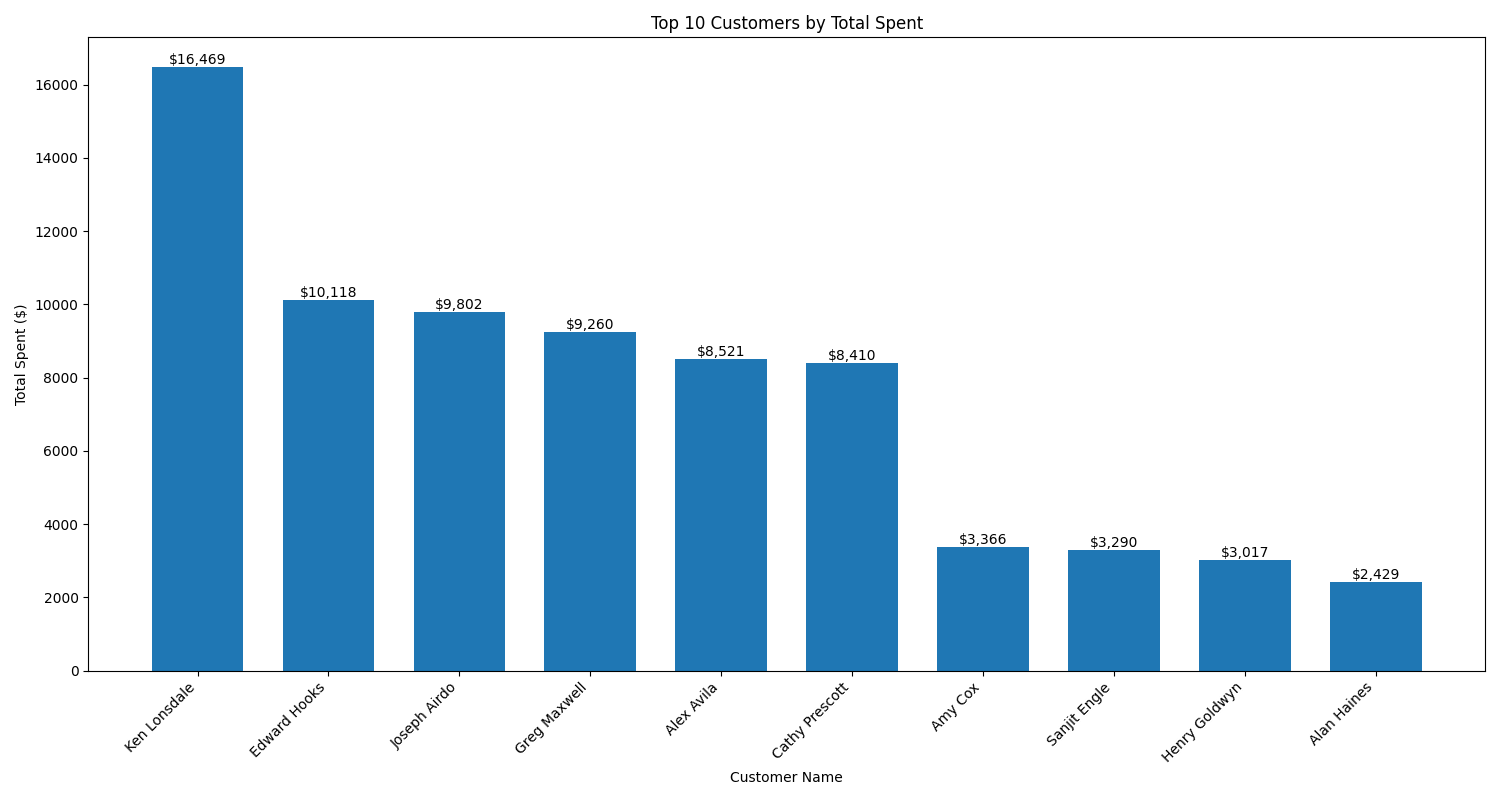 Top 10 Customers by Total Spent
$16,469
$10,118
$9,802
$9,260
$8,521
$8,410
$3,366
$3,290
$3,017
$2,429
16000
14000
12000
10000
8000
6000
4000
2000
0
Total Spent ($)
Ken Lonsdale
Edward Hooks
Joseph Airdo
Greg Maxwell
Alex Avila
Cathy Prescott
Amy Cox
Sanjit Engle
Henry Goldwyn
Alan Haines
Customer Name